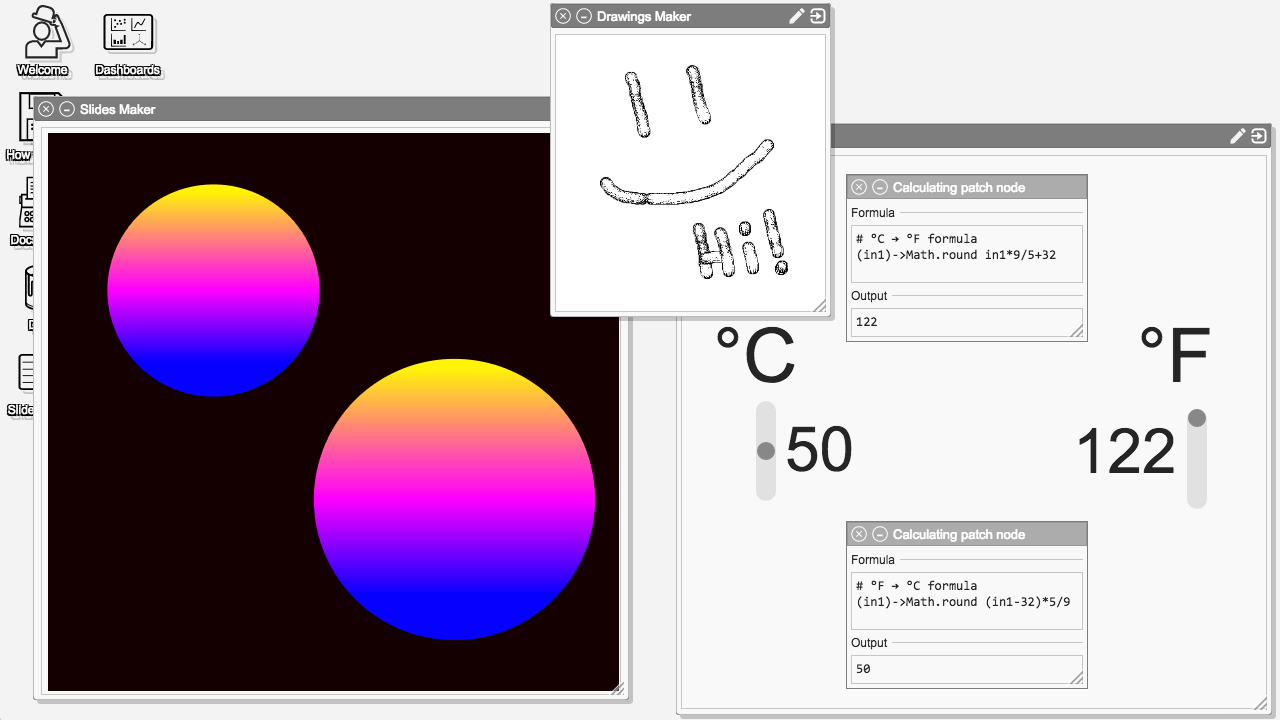 Welcome
Dashboards
How
Doc
D
Slide
Slides Maker
Drawings Maker
Hi!
Calculating patch node
Formula
# °C → °F formula
(in1)->Math.round in1*9/5+32
Output
122
°C
°F
50
122
Calculating patch node
Formula
# °F → °C formula
(in1)->Math.round (in1-32)*5/9
Output
50